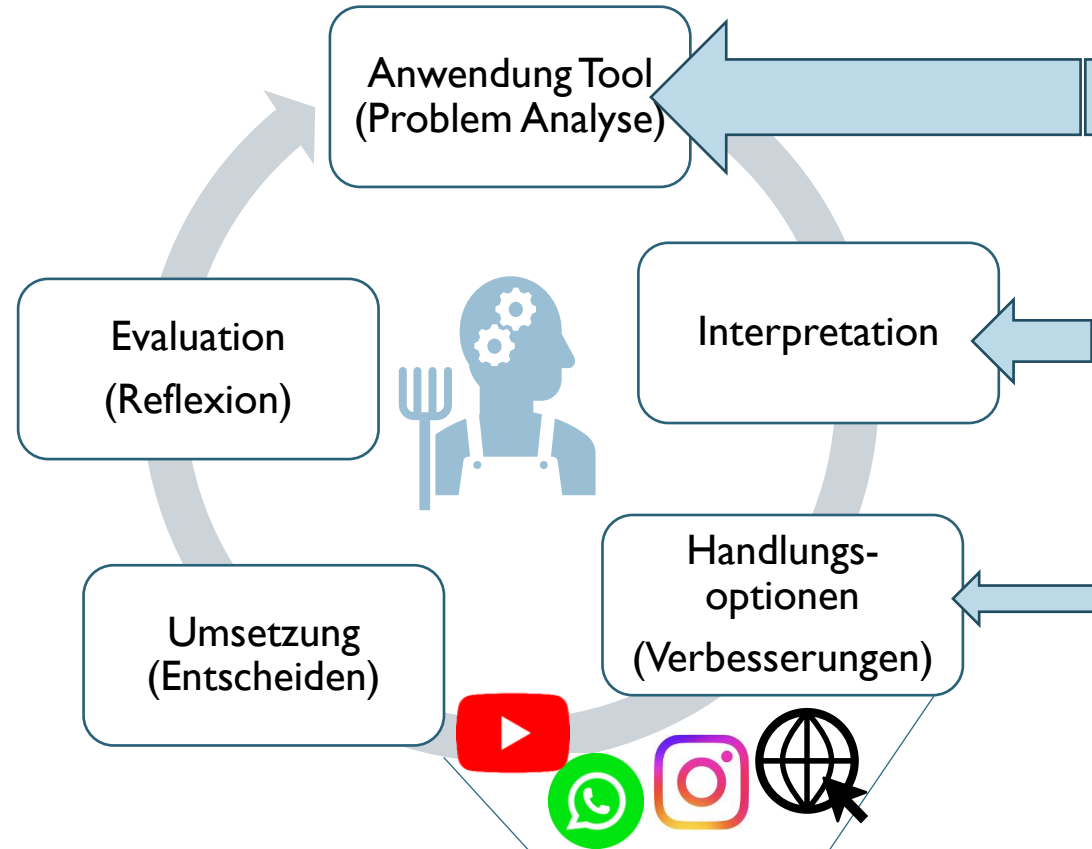 Anwendung Tool
(Problem Analyse)
Interpretation
Handlungs-
optionen
(Verbesserungen)
Umsetzung
(Entscheiden)
Evaluation
(Reflexion)